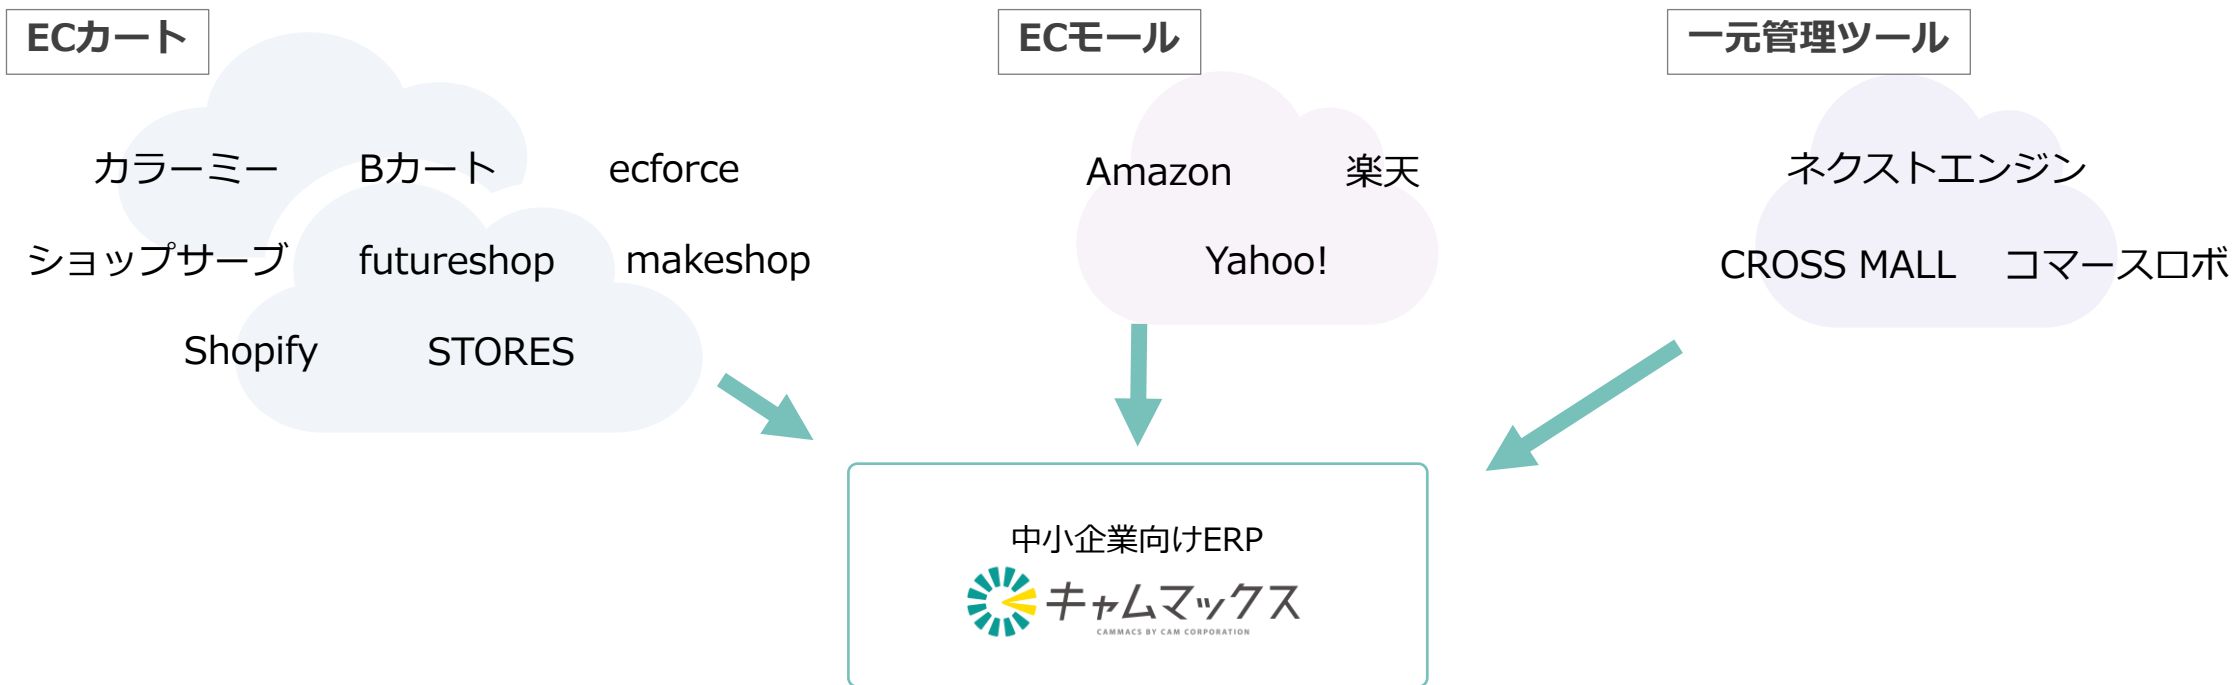 ECカート
カラーミー Bカート ecforce
ショップサーブ futureshop makeshop
Shopify STORES
ECモール
Amazon 楽天
Yahoo!
一元管理ツール
ネクストエンジン
CROSS MALL コマースロボ
中小企業向けERP
キャムマックス
CAMMACS BY CAM CORPORATION